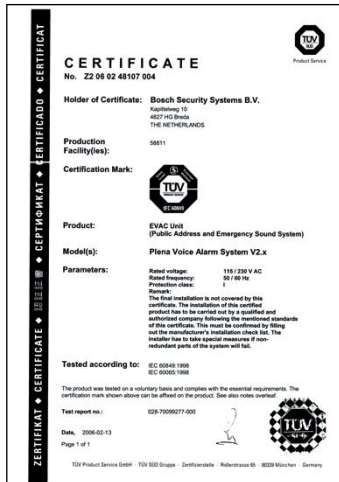 TÜV
SÜD
Product Service
CERTIFICATE
No. Z2 06 02 48107 004
Holder of Certificate: Bosch Security Systems B.V.
Kapittelweg 10
4827 HG Breda
THE NETHERLANDS
Production Facility(ies): 58811
Certification Mark:
TÜV
IEC 60849
Product: EVAC Unit
(Public Address and Emergency Sound System)
Model(s): Plena Voice Alarm System V2.x
Parameters: Rated voltage: 115 / 230 V AC
Rated frequency: 50 / 60 Hz
Protection class: I
Remark:
The final installation is not covered by this
certificate. The installation of this certified
product has to be carried out by a qualified and
authorized company following the mentioned standards
of this certificate. This must be confirmed by filling
out the manufacturer's installation check list. The
installer has to take special measures if non-
redundant parts of the system will fail.
Tested according to: IEC 60849:1998
IEC 60065:1998
The product was tested on a voluntary basis and complies with the essential requirements. The
certification mark shown above can be affixed on the product. See also notes overleaf.
Test report no.: 028-70099277-000
Date, 2006-02-13
Page 1 of 1
TÜV
TÜV Product Service GmbH · TÜV SÜD Gruppe · Zertifizierstelle · Ridlerstrasse 65 · 80339 München · Germany
ZERTIFIKAT ◆ CERTIFICATE ◆ 認証証書 ◆ СЕРТИФИКАТ ◆ CERTIFICADO ◆ CERTIFICAT